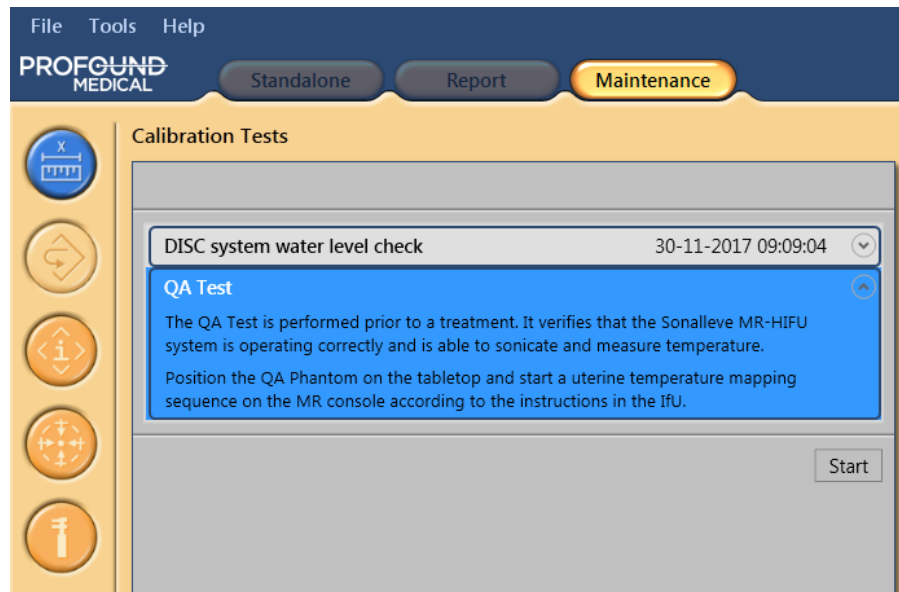 File Tools Help
PROFOUND
MEDICAL
Standalone Report Maintenance
Calibration Tests
X
DISC system water level check 30-11-2017 09:09:04
QA Test
The QA Test is performed prior to a treatment. It verifies that the Sonalleve MR-HIFU
system is operating correctly and is able to sonicate and measure temperature.
Position the QA Phantom on the tabletop and start a uterine temperature mapping
sequence on the MR console according to the instructions in the IfU.
Start
i